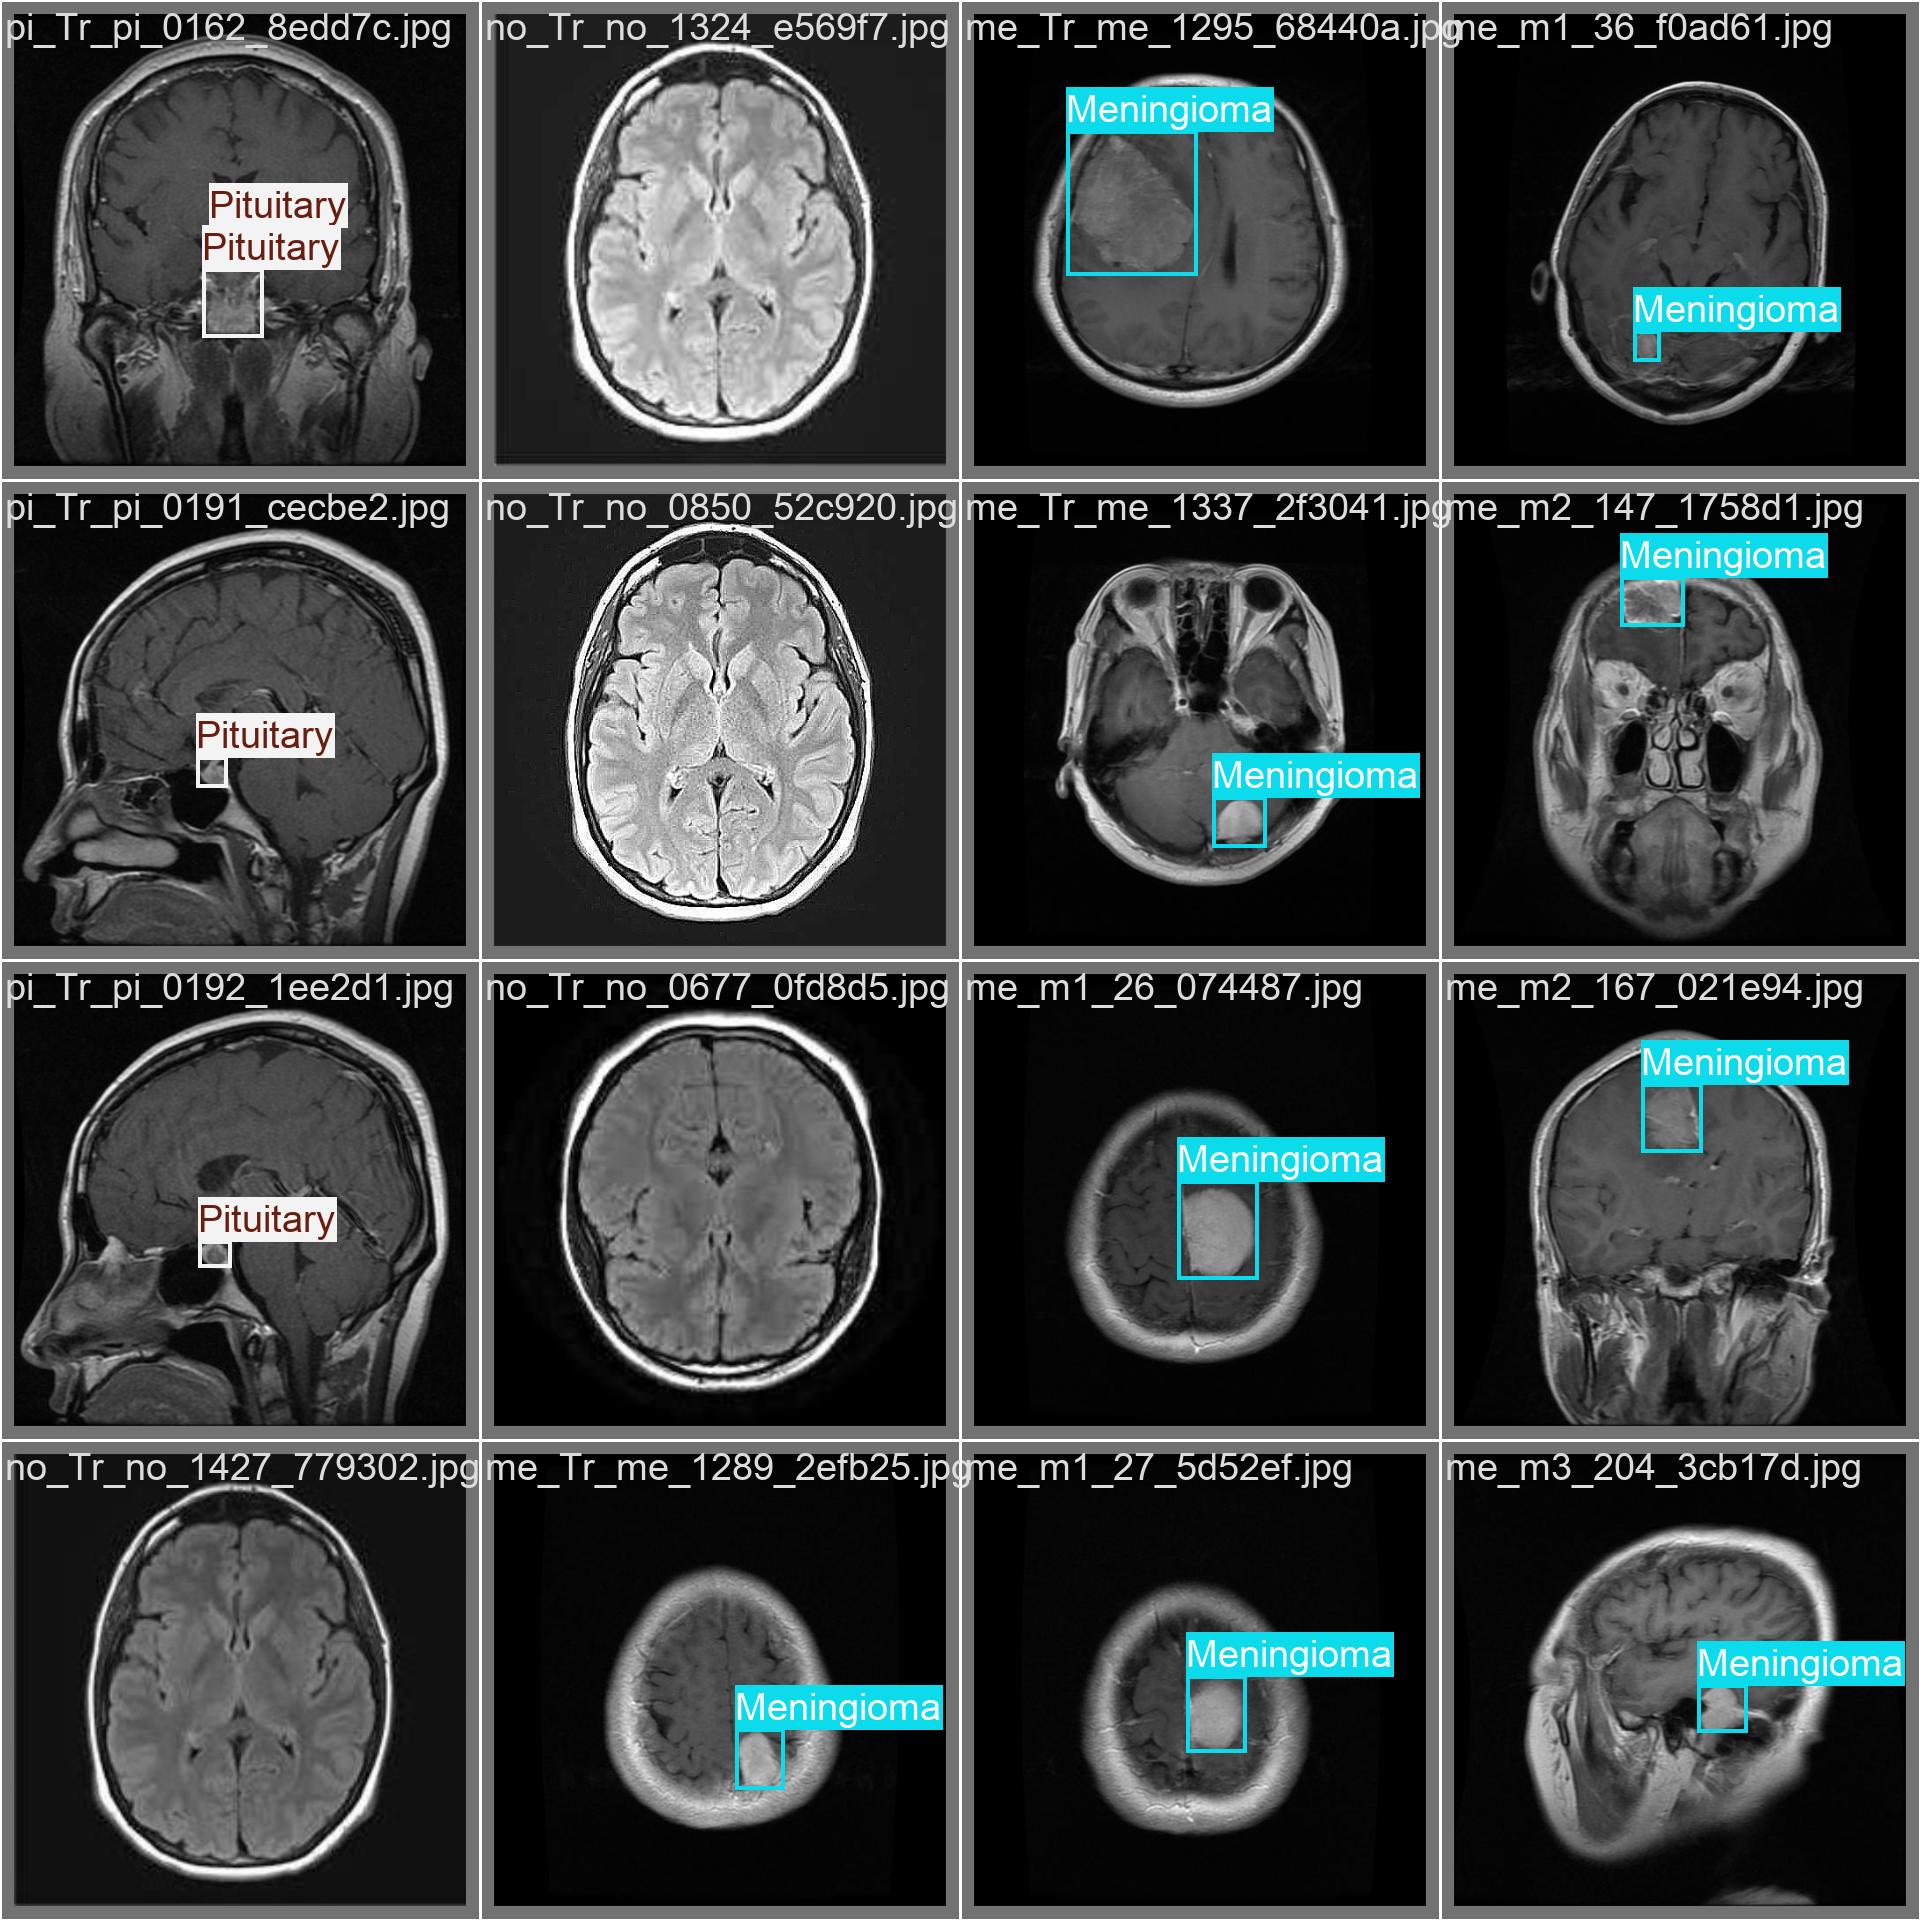 pi_Tr_pi_0162_8edd7c.jpg
Pituitary
Pituitary
no_Tr_no_1324_e569f7.jpg
me_Tr_me_1295_68440a.jpg
Meningioma
me_m1_36_f0ad61.jpg
Meningioma
pi_Tr_pi_0191_cecbe2.jpg
Pituitary
no_Tr_no_0850_52c920.jpg
me_Tr_me_1337_2f3041.jpg
Meningioma
me_m2_147_1758d1.jpg
Meningioma
pi_Tr_pi_0192_1ee2d1.jpg
Pituitary
no_Tr_no_0677_0fd8d5.jpg
me_m1_26_074487.jpg
Meningioma
me_m2_167_021e94.jpg
Meningioma
no_Tr_no_1427_779302.jpg
me_Tr_me_1289_2efb25.jpg
Meningioma
me_m1_27_5d52ef.jpg
Meningioma
me_m3_204_3cb17d.jpg
Meningioma